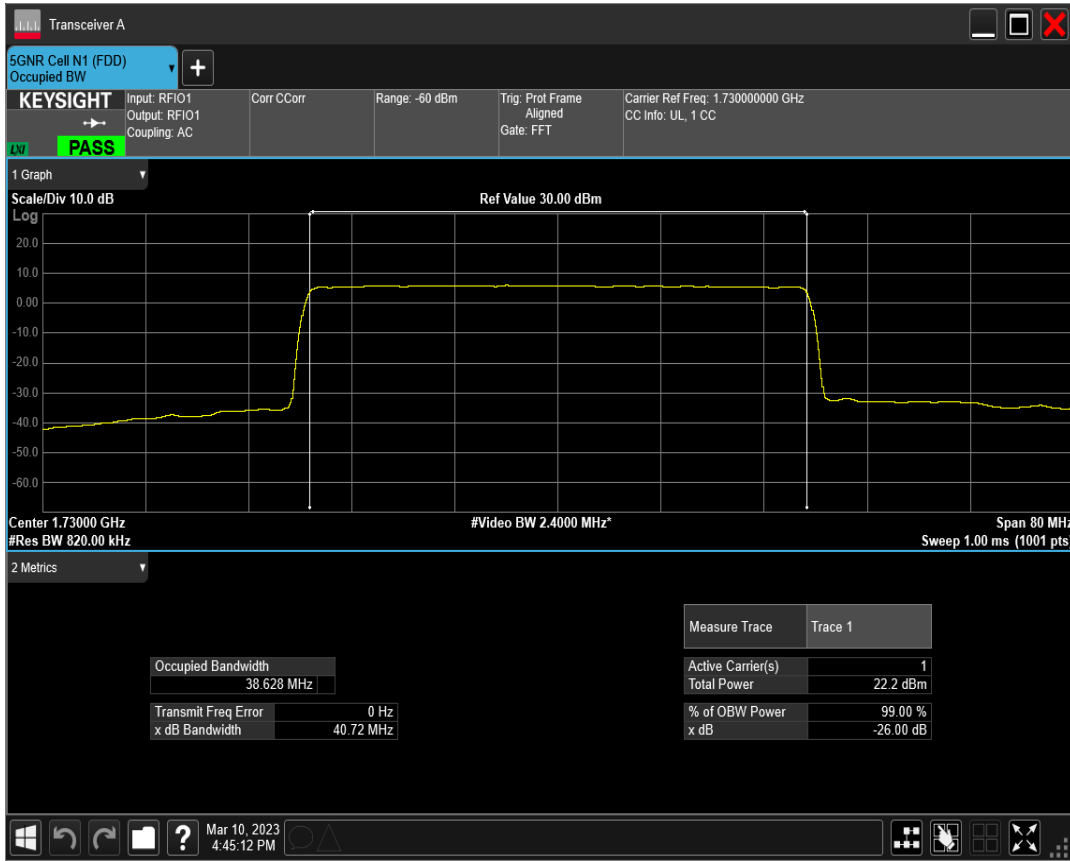 Transceiver A
5GNR Cell N1 (FDD)
Occupied BW
+
KEYSIGHT
LXI
PASS
Input: RFIO1
Output: RFIO1
Coupling: AC
Corr CCorr
Range: -60 dBm
Trig: Prot Frame
Aligned
Gate: FFT
Carrier Ref Freq: 1.730000000 GHz
CC Info: UL, 1 CC
1 Graph
Scale/Div 10.0 dB
Ref Value 30.00 dBm
Log
20.0
10.0
0.00
-10.0
-20.0
-30.0
-40.0
-50.0
-60.0
Center 1.73000 GHz
#Video BW 2.4000 MHz*
Span 80 MHz
#Res BW 820.00 kHz
Sweep 1.00 ms (1001 pts)
2 Metrics
Measure Trace Trace 1
Occupied Bandwidth
38.628 MHz
Transmit Freq Error 0 Hz
x dB Bandwidth 40.72 MHz
Active Carrier(s) 1
Total Power 22.2 dBm
% of OBW Power 99.00 %
x dB -26.00 dB
?
Mar 10, 2023
4:45:12 PM